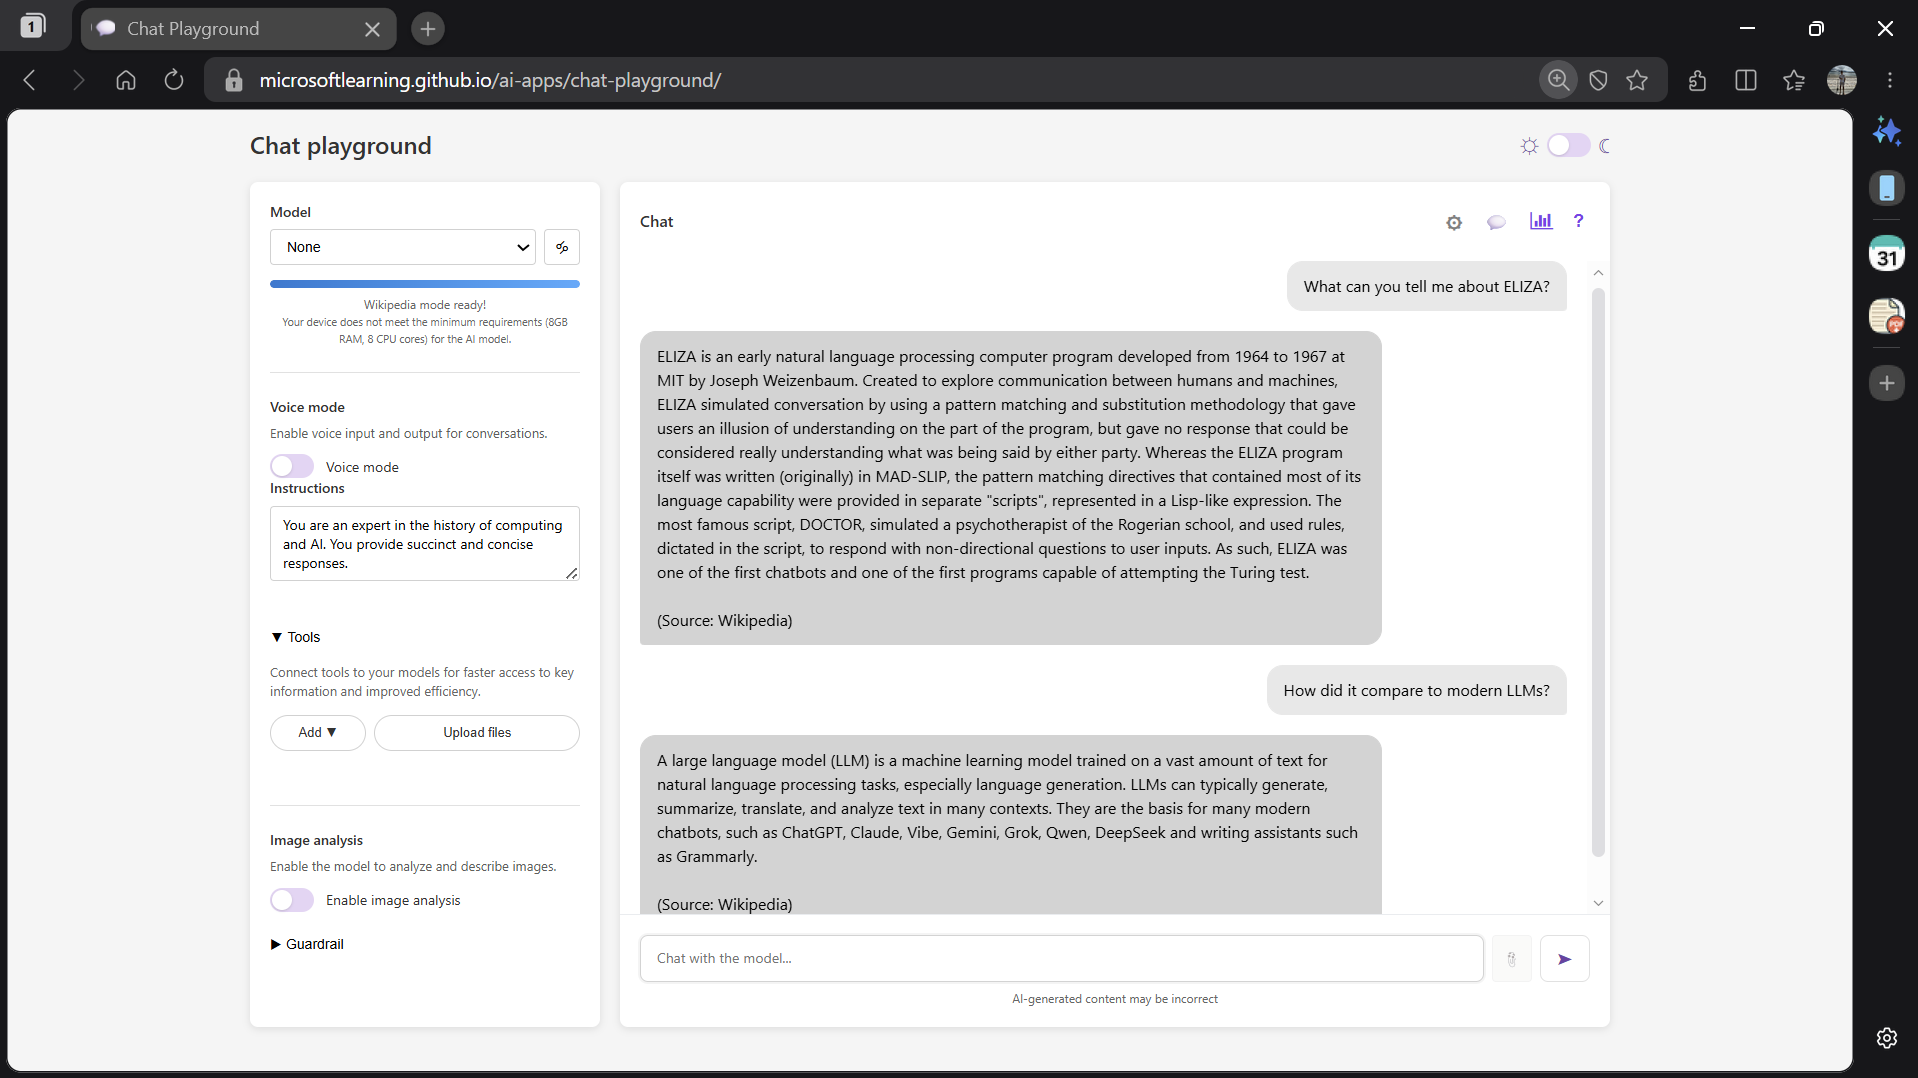 1
Chat Playground
microsoftlearning.github.io/ai-apps/chat-playground/
Chat playground
Model
None
Wikipedia mode ready!
Your device does not meet the minimum requirements (8GB
RAM, 8 CPU cores) for the AI model.
Voice mode
Enable voice input and output for conversations.
Voice mode
Instructions
You are an expert in the history of computing
and AI. You provide succinct and concise
responses.
▼ Tools
Connect tools to your models for faster access to key
information and improved efficiency.
Add ▼
Upload files
Image analysis
Enable the model to analyze and describe images.
Enable image analysis
▶ Guardrail
Chat
?
What can you tell me about ELIZA?
ELIZA is an early natural language processing computer program developed from 1964 to 1967 at
MIT by Joseph Weizenbaum. Created to explore communication between humans and machines,
ELIZA simulated conversation by using a pattern matching and substitution methodology that gave
users an illusion of understanding on the part of the program, but gave no response that could be
considered really understanding what was being said by either party. Whereas the ELIZA program
itself was written (originally) in MAD-SLIP, the pattern matching directives that contained most of its
language capability were provided in separate "scripts", represented in a Lisp-like expression. The
most famous script, DOCTOR, simulated a psychotherapist of the Rogerian school, and used rules,
dictated in the script, to respond with non-directional questions to user inputs. As such, ELIZA was
one of the first chatbots and one of the first programs capable of attempting the Turing test.
(Source: Wikipedia)
How did it compare to modern LLMs?
A large language model (LLM) is a machine learning model trained on a vast amount of text for
natural language processing tasks, especially language generation. LLMs can typically generate,
summarize, translate, and analyze text in many contexts. They are the basis for many modern
chatbots, such as ChatGPT, Claude, Vibe, Gemini, Grok, Qwen, DeepSeek and writing assistants such
as Grammarly.
(Source: Wikipedia)
Chat with the model...
AI-generated content may be incorrect
31
PDF